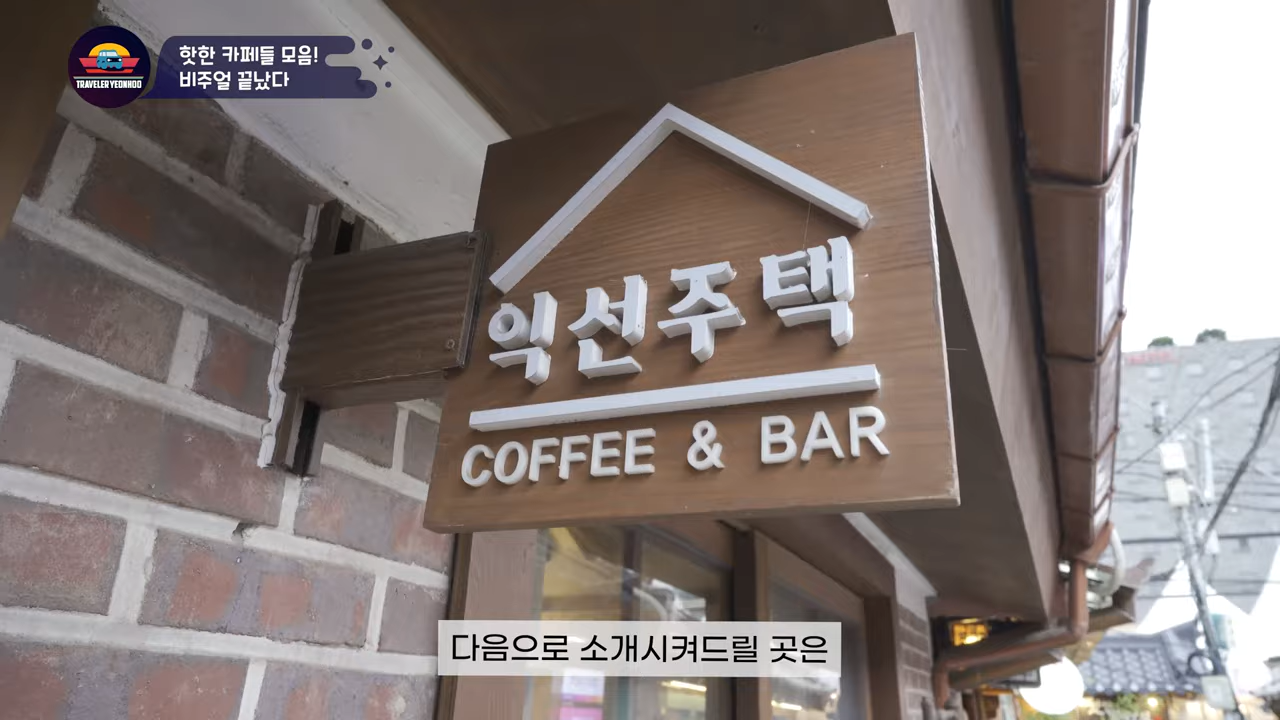 핫한 카페들 모음!
비주얼 끝났다
TRAVELER YEONHOO
익선주택
COFFEE & BAR
다음으로 소개시켜드릴 곳은